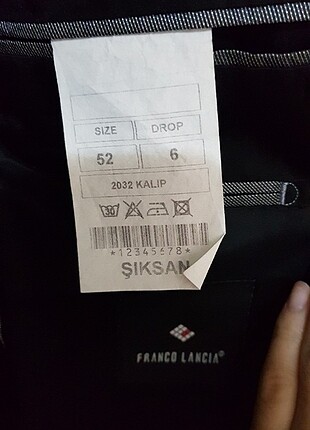 SIZE DROP
52 6
2032 KALIP
30
*12345678*
ŞIKSAN
FRANCO LANCIA®